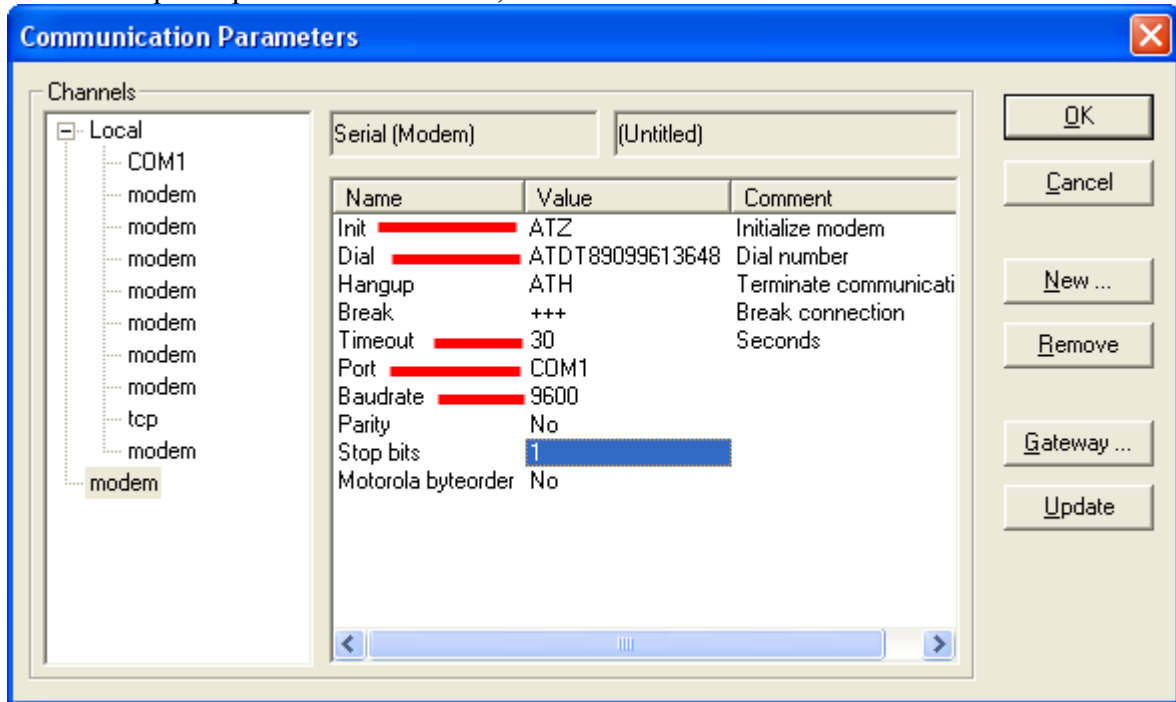 Communication Parameters
Channels
Local
COM1
modem
modem
modem
modem
modem
modem
modem
tcp
modem
modem
Serial (Modem) (Untitled)
Name Value Comment
Init ATZ Initialize modem
Dial ATDT89099613648 Dial number
Hangup ATH Terminate communicati
Break +++ Break connection
Timeout 30 Seconds
Port COM1
Baudrate 9600
Parity No
Stop bits 1
Motorola byteorder No
OK
Cancel
New ...
Remove
Gateway ...
Update